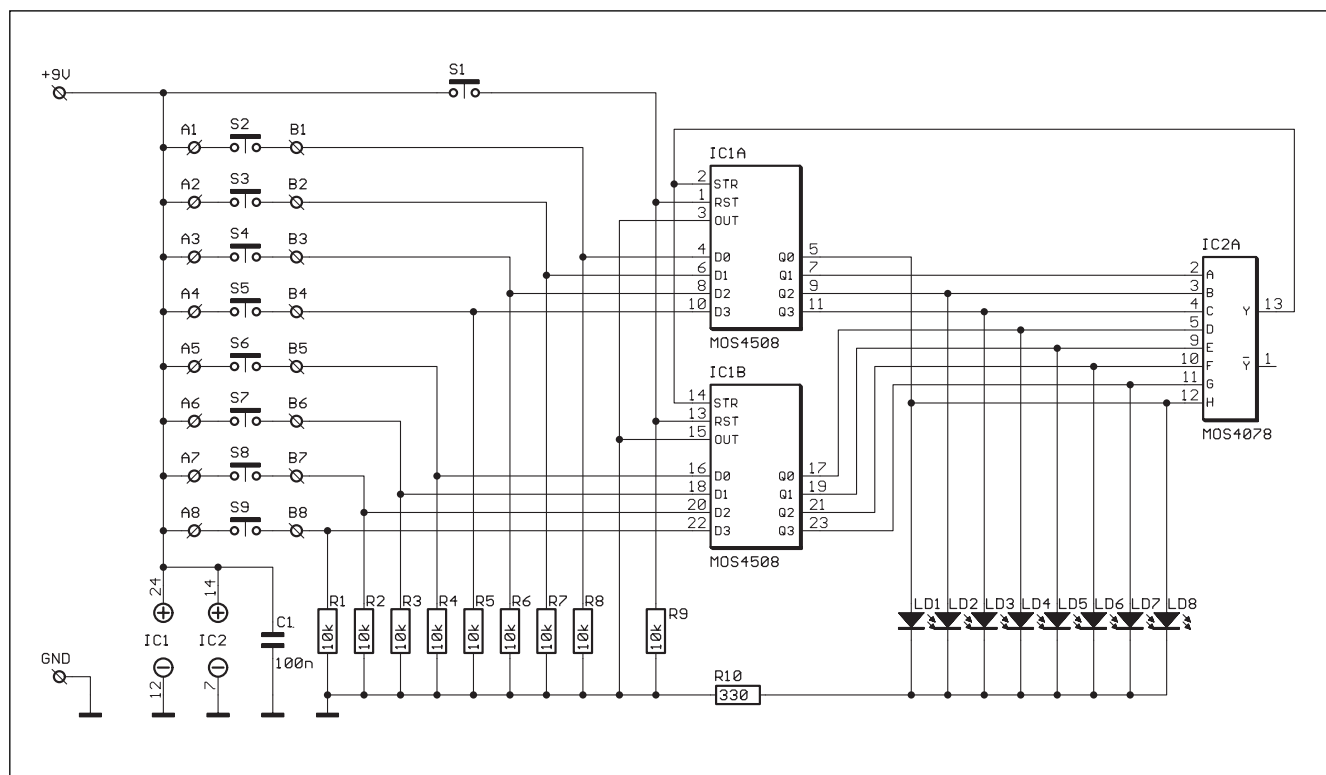 +9V
S1
A1 S2 B1
A2 S3 B2
A3 S4 B3
A4 S5 B4
A5 S6 B5
A6 S7 B6
A7 S8 B7
A8 S9 B8
IC1A
2 STR
1 RST
3 OUT
4 D0 Q0 5
6 D1 Q1 7
8 D2 Q2 9
10 D3 Q3 11
MOS4508
IC1B
14 STR
13 RST
15 OUT
16 D0 Q0 17
18 D1 Q1 19
20 D2 Q2 21
22 D3 Q3 23
MOS4508
IC2A
2 A
3 B
4 C Y 13
5 D
9 E
10 F Y̅ 1
11 G
12 H
MOS4078
24 14
IC1 IC2
12 7
C1
100n
R1 R2 R3 R4 R5 R6 R7 R8 R9
10k 10k 10k 10k 10k 10k 10k 10k 10k
LD1 LD2 LD3 LD4 LD5 LD6 LD7 LD8
GND
R10
330